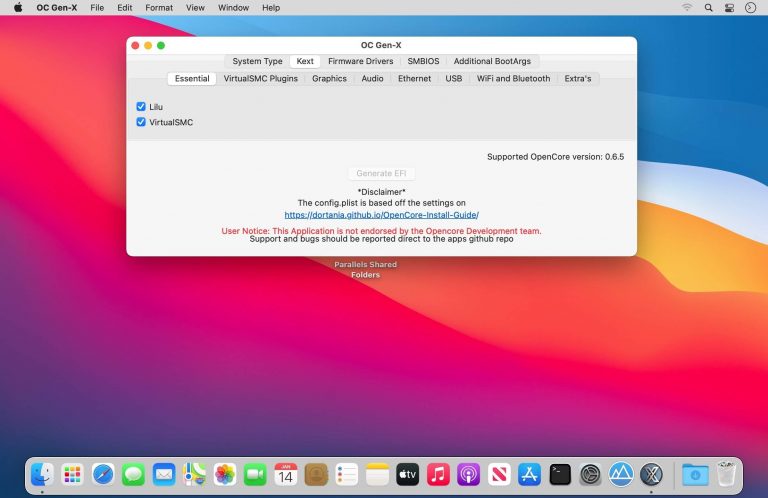 OC Gen-X File Edit Format View Window Help
OC Gen-X
System Type Kext Firmware Drivers SMBIOS Additional BootArgs
Essential VirtualSMC Plugins Graphics Audio Ethernet USB WiFi and Bluetooth Extra's
Lilu
VirtualSMC
Supported OpenCore version: 0.6.5
Generate EFI
*Disclaimer*
The config.plist is based off the settings on
https://dortania.github.io/OpenCore-Install-Guide/
User Notice: This Application is not endorsed by the Opencore Development team.
Support and bugs should be reported direct to the apps github repo
Parallels Shared
Folders
JAN
14
tv